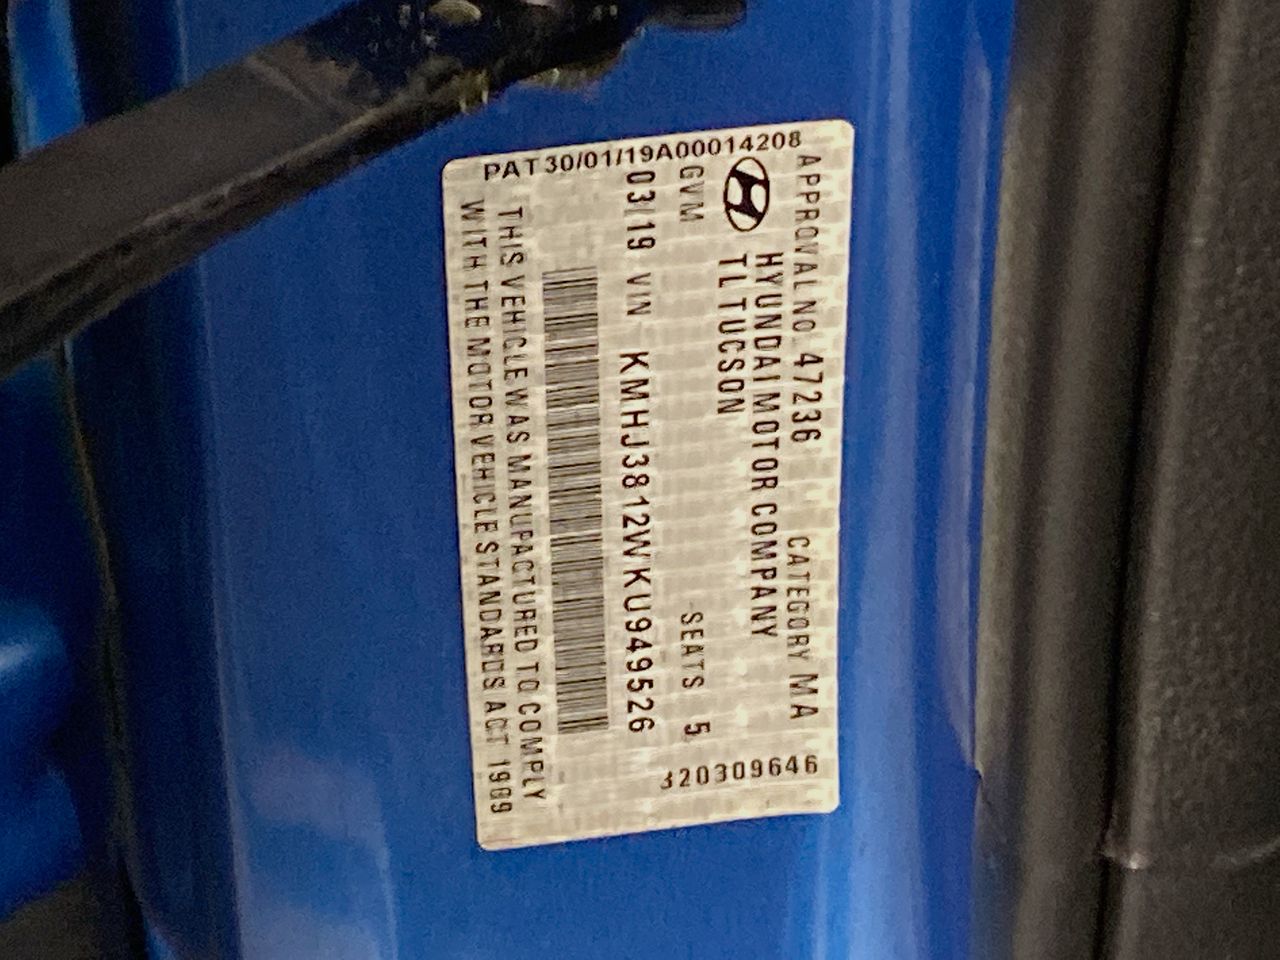 PAT30/01/19A00014208
APPROVAL NO. 47236 CATEGORY MA
HYUNDAI MOTOR COMPANY
TL TUCSON
GVM SEATS 5
03/19 VIN KMHJ3812WKU949526
THIS VEHICLE WAS MANUFACTURED TO COMPLY
WITH THE MOTOR VEHICLE STANDARDS ACT 1989
320309646